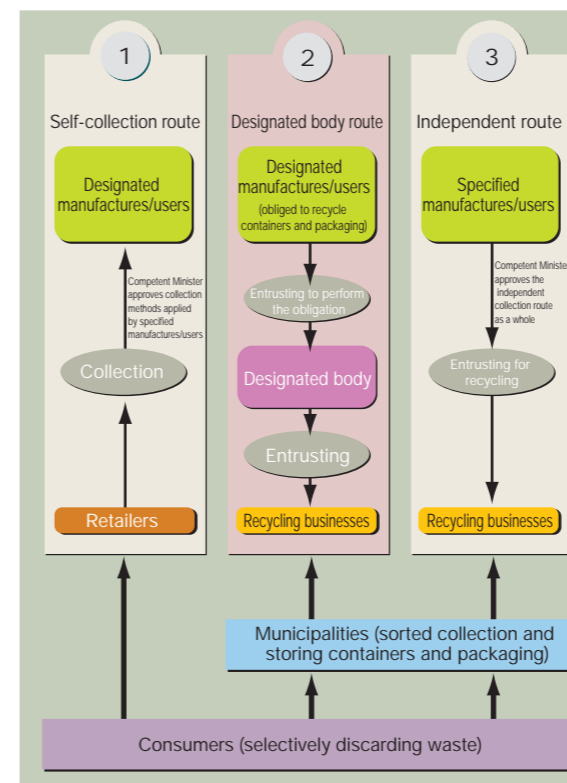 1
Self-collection route
Designated
manufactures/users
Competent Minister
approves collection
methods applied
by specified
manufactures/users
Collection
Retailers
2
Designated body route
Designated
manufactures/users
(obliged to recycle
containers and packaging)
Entrusting to perform
the obligation
Designated body
Entrusting
Recycling businesses
3
Independent route
Specified
manufactures/users
Competent Minister
approves the
independent
collection route
as a whole
Entrusting for
recycling
Recycling businesses
Municipalities (sorted collection and
storing containers and packaging)
Consumers (selectively discarding waste)